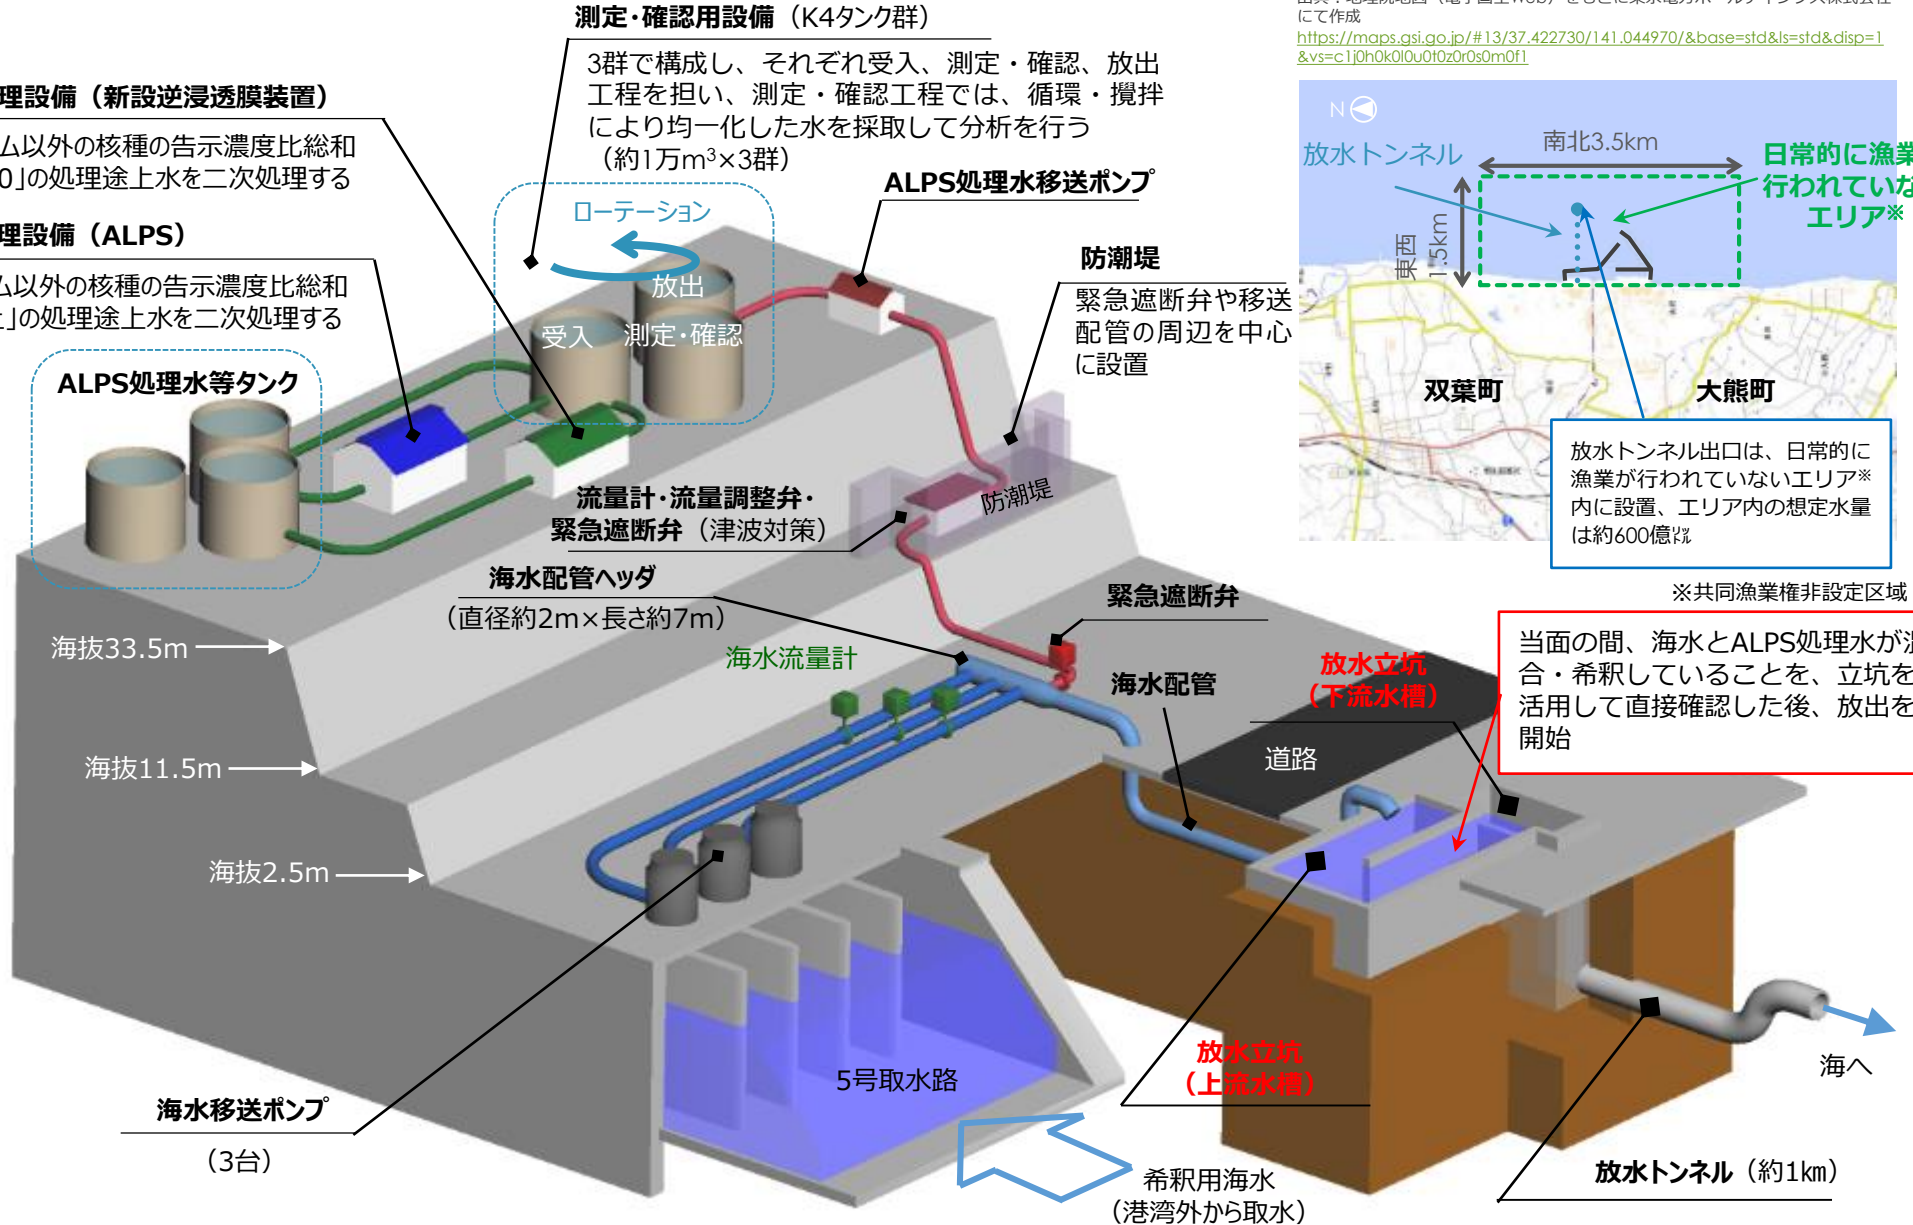 測定・確認用設備（K4タンク群）
3群で構成し、それぞれ受入、測定・確認、放出
工程を担い、測定・確認工程では、循環・攪拌
により均一化した水を採取して分析を行う
（約1万m³×3群）
にて作成
https://maps.gsi.go.jp/#13/37.422730/141.044970/&base=std&ls=std&disp=1
&vs=c1j0h0k0l0u0t0z0r0s0m0f1
理設備（新設逆浸透膜装置）
ム以外の核種の告示濃度比総和
0」の処理途上水を二次処理する
理設備（ALPS）
ム以外の核種の告示濃度比総和
上」の処理途上水を二次処理する
ALPS処理水等タンク
ローテーション
放出
受入
測定・確認
ALPS処理水移送ポンプ
防潮堤
緊急遮断弁や移送
配管の周辺を中心
に設置
N
南北3.5km
放水トンネル
日常的に漁業
行われていな
エリア※
東西
1.5km
双葉町
大熊町
放水トンネル出口は、日常的に
漁業が行われていないエリア※
内に設置、エリア内の想定水量
は約600億㍑
※共同漁業権非設定区域
流量計・流量調整弁・
緊急遮断弁（津波対策）
防潮堤
海水配管ヘッダ
（直径約2m×長さ約7m）
海水流量計
緊急遮断弁
海水配管
放水立坑
（下流水槽）
当面の間、海水とALPS処理水が混
合・希釈していることを、立坑を
活用して直接確認した後、放出を
開始
道路
海抜33.5m
海抜11.5m
海抜2.5m
5号取水路
放水立坑
（上流水槽）
海へ
海水移送ポンプ
（3台）
希釈用海水
（港湾外から取水）
放水トンネル（約1km）